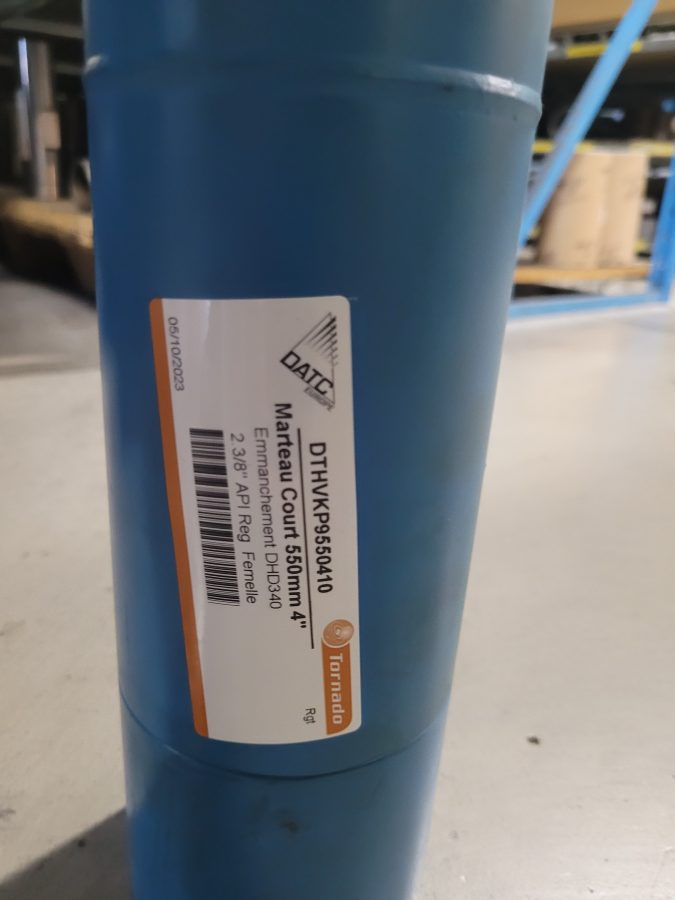 DATC
EUROPE
DTHVKP9550410
Marteau Court 550mm 4"
Emmanchement DHD340
2.3/8" API Reg Femelle
05/10/2023
Tornado
Rgt